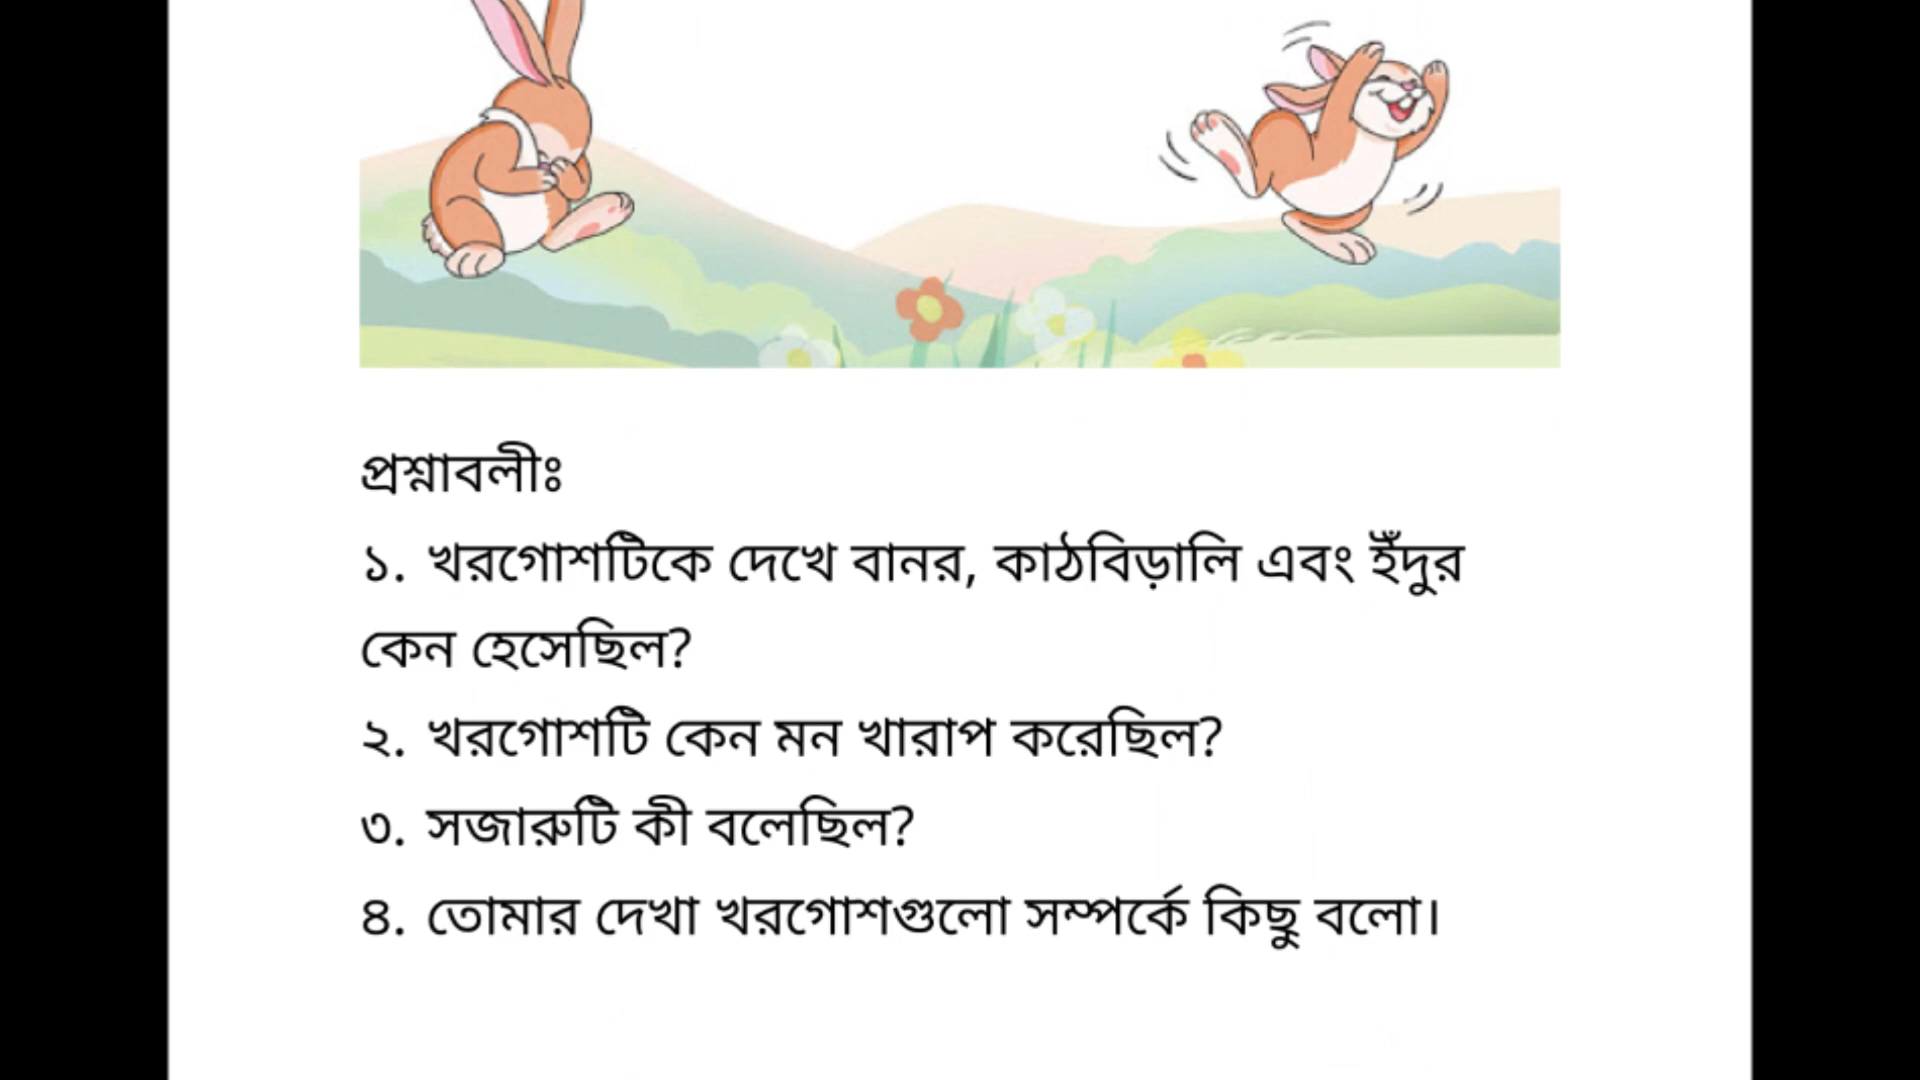 প্রশ্নাবলীঃ
১. খরগোশটিকে দেখে বানর, কাঠবিড়ালি এবং ইঁদুর
কেন হেসেছিল?
২. খরগোশটি কেন মন খারাপ করেছিল?
৩. সজারুটি কী বলেছিল?
৪. তোমার দেখা খরগোশগুলো সম্পর্কে কিছু বলো।